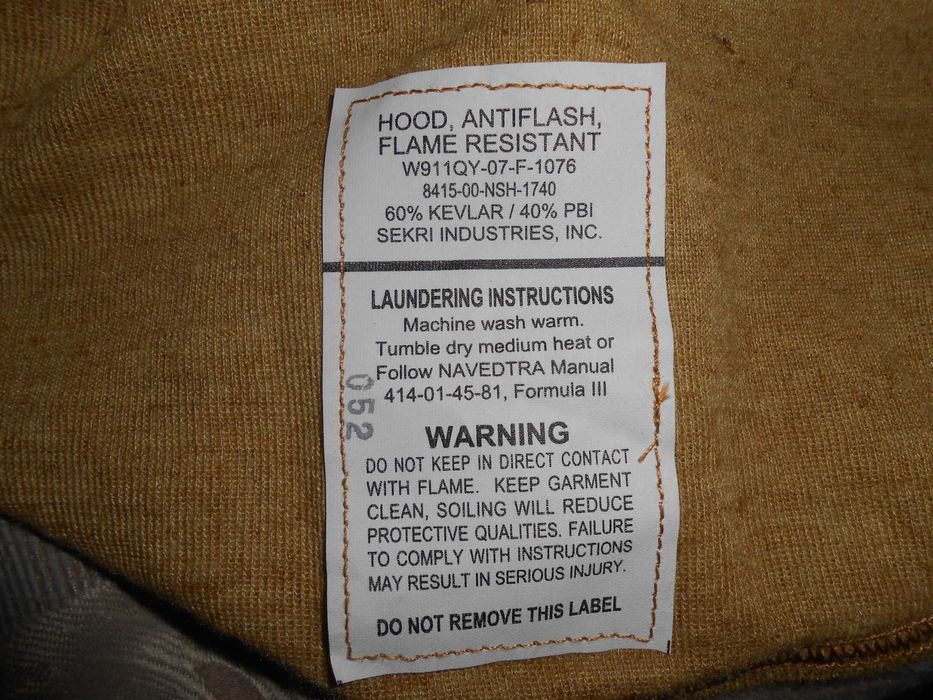 HOOD, ANTIFLASH,
FLAME RESISTANT
W911QY-07-F-1076
8415-00-NSH-1740
60% KEVLAR / 40% PBI
SEKRI INDUSTRIES, INC.
LAUNDERING INSTRUCTIONS
Machine wash warm.
Tumble dry medium heat or
Follow NAVEDTRA Manual
414-01-45-81, Formula III
052
WARNING
DO NOT KEEP IN DIRECT CONTACT
WITH FLAME. KEEP GARMENT
CLEAN, SOILING WILL REDUCE
PROTECTIVE QUALITIES. FAILURE
TO COMPLY WITH INSTRUCTIONS
MAY RESULT IN SERIOUS INJURY.
DO NOT REMOVE THIS LABEL